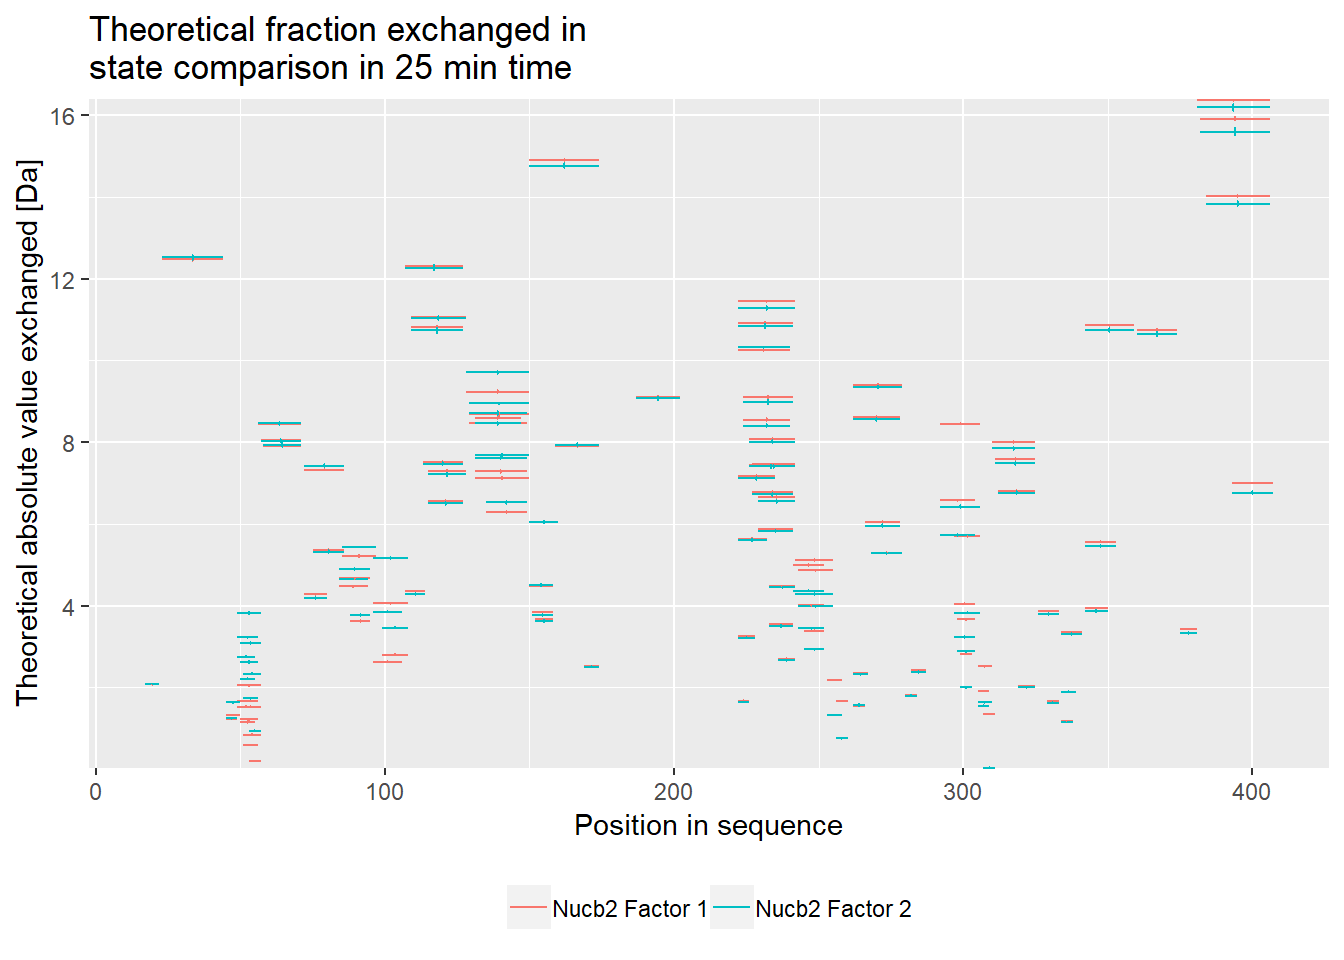 Theoretical fraction exchanged in
state comparison in 25 min time
Theoretical absolute value exchanged [Da]
16
12
8
4
0 100 200 300 400
Position in sequence
Nucb2 Factor 1 Nucb2 Factor 2